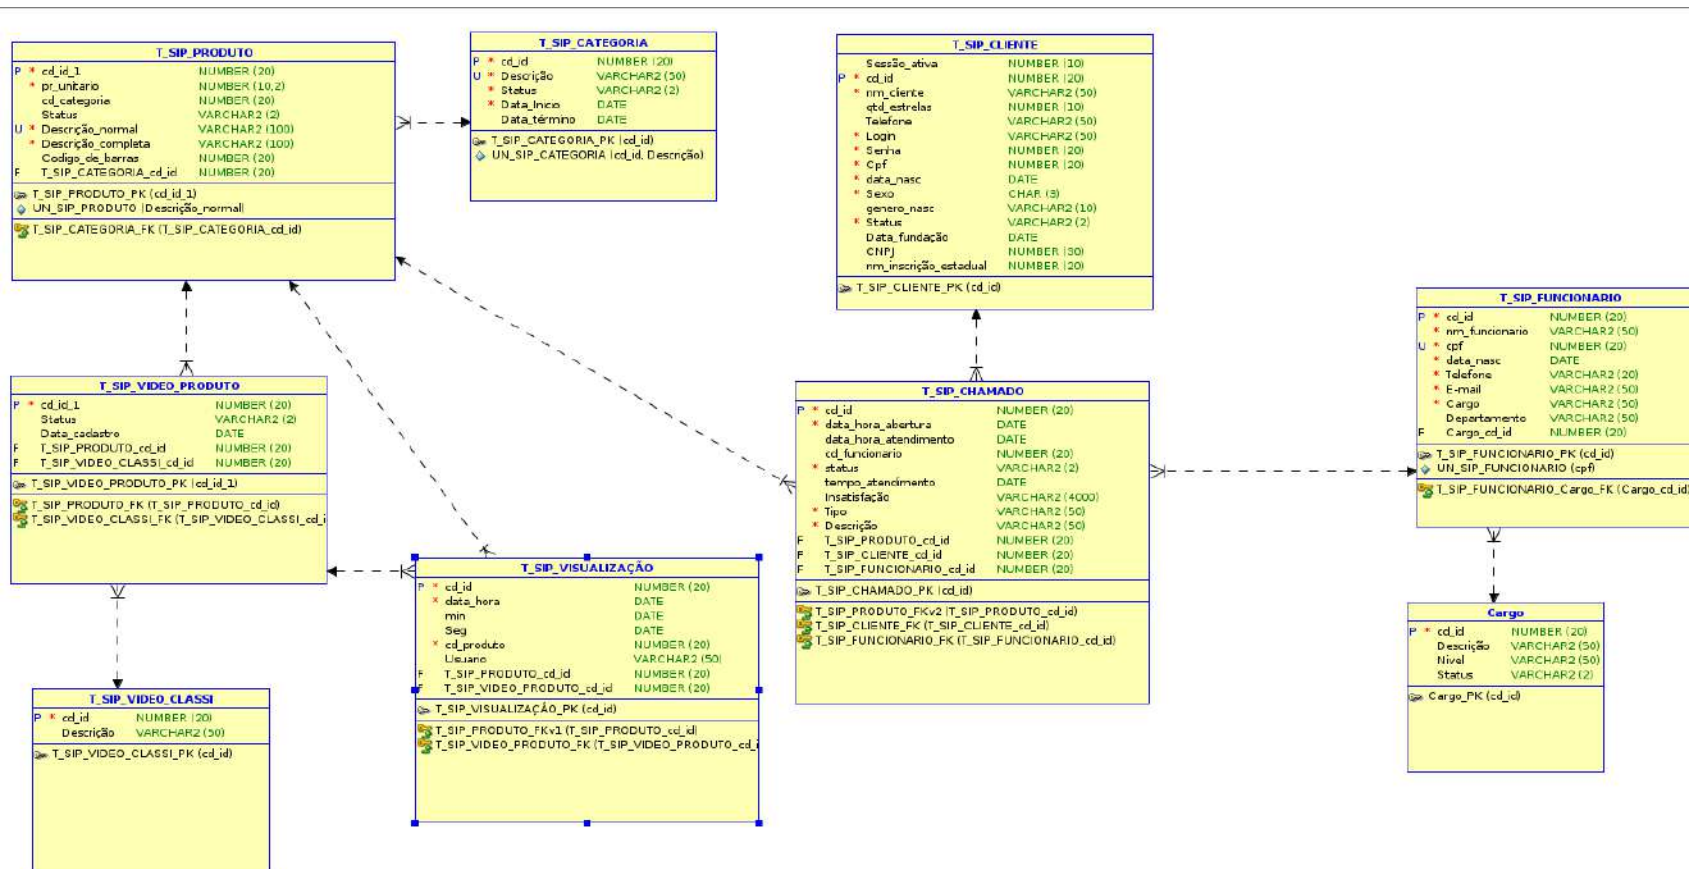 T_SIP_PRODUTO
P * cd_id_1 NUMBER (20)
* pr_unitario NUMBER (10,2)
cd_categoria NUMBER (20)
Status VARCHAR2 (2)
U * Descrição_normal VARCHAR2 (100)
* Descrição_completa VARCHAR2 (100)
Codigo_de_barras NUMBER (20)
F T_SIP_CATEGORIA_cd_id NUMBER (20)
T_SIP_PRODUTO_PK (cd_id_1)
UN_SIP_PRODUTO (Descrição_normal)
T_SIP_CATEGORIA_FK (T_SIP_CATEGORIA_cd_id)
T_SIP_CATEGORIA
P * cd_id NUMBER (20)
U * Descrição VARCHAR2 (50)
* Status VARCHAR2 (2)
* Data_Inicio DATE
Data_término DATE
T_SIP_CATEGORIA_PK (cd_id)
UN_SIP_CATEGORIA (cd_id, Descrição)
T_SIP_CLIENTE
Sessão_ativa NUMBER (10)
P * cd_id NUMBER (20)
* nm_cliente VARCHAR2 (50)
qtd_estrelas NUMBER (10)
Telefone VARCHAR2 (50)
* Login VARCHAR2 (50)
* Senha NUMBER (20)
* Cpf NUMBER (20)
* data_nasc DATE
* Sexo CHAR (3)
genero_nasc VARCHAR2 (10)
* Status VARCHAR2 (2)
Data_fundação DATE
CNPJ NUMBER (30)
nm_inscrição_estadual NUMBER (20)
T_SIP_CLIENTE_PK (cd_id)
T_SIP_FUNCIONARIO
P * cd_id NUMBER (20)
* nm_funcionario VARCHAR2 (50)
U * cpf NUMBER (20)
* data_nasc DATE
* Telefone VARCHAR2 (20)
* E-mail VARCHAR2 (50)
* Cargo VARCHAR2 (50)
Departamento VARCHAR2 (50)
F Cargo_cd_id NUMBER (20)
T_SIP_FUNCIONARIO_PK (cd_id)
UN_SIP_FUNCIONARIO (cpf)
T_SIP_FUNCIONARIO_Cargo_FK (Cargo_cd_id)
T_SIP_VIDEO_PRODUTO
P * cd_id_1 NUMBER (20)
Status VARCHAR2 (2)
Data_cadastro DATE
F T_SIP_PRODUTO_cd_id NUMBER (20)
F T_SIP_VIDEO_CLASSI_cd_id NUMBER (20)
T_SIP_VIDEO_PRODUTO_PK (cd_id_1)
T_SIP_PRODUTO_FK (T_SIP_PRODUTO_cd_id)
T_SIP_VIDEO_CLASSI_FK (T_SIP_VIDEO_CLASSI_cd_i
T_SIP_CHAMADO
P * cd_id NUMBER (20)
* data_hora_abertura DATE
data_hora_atendimento DATE
cd_funcionario NUMBER (20)
* status VARCHAR2 (2)
tempo_atendimento DATE
Insatisfação VARCHAR2 (4000)
* Tipo VARCHAR2 (50)
* Descrição VARCHAR2 (50)
F T_SIP_PRODUTO_cd_id NUMBER (20)
F T_SIP_CLIENTE_cd_id NUMBER (20)
F T_SIP_FUNCIONARIO_cd_id NUMBER (20)
T_SIP_CHAMADO_PK (cd_id)
T_SIP_PRODUTO_FKv2 (T_SIP_PRODUTO_cd_id)
T_SIP_CLIENTE_FK (T_SIP_CLIENTE_cd_id)
T_SIP_FUNCIONARIO_FK (T_SIP_FUNCIONARIO_cd_id)
T_SIP_VISUALIZAÇÃO
P * cd_id NUMBER (20)
* data_hora DATE
min DATE
Seg DATE
* cd_produto NUMBER (20)
Usuario VARCHAR2 (50)
F T_SIP_PRODUTO_cd_id NUMBER (20)
F T_SIP_VIDEO_PRODUTO_cd_id NUMBER (20)
T_SIP_VISUALIZAÇÃO_PK (cd_id)
T_SIP_PRODUTO_FKv1 (T_SIP_PRODUTO_cd_id)
T_SIP_VIDEO_PRODUTO_FK (T_SIP_VIDEO_PRODUTO_cd_i
Cargo
P * cd_id NUMBER (20)
Descrição VARCHAR2 (50)
Nivel VARCHAR2 (50)
Status VARCHAR2 (2)
Cargo_PK (cd_id)
T_SIP_VIDEO_CLASSI
P * cd_id NUMBER (20)
Descrição VARCHAR2 (50)
T_SIP_VIDEO_CLASSI_PK (cd_id)